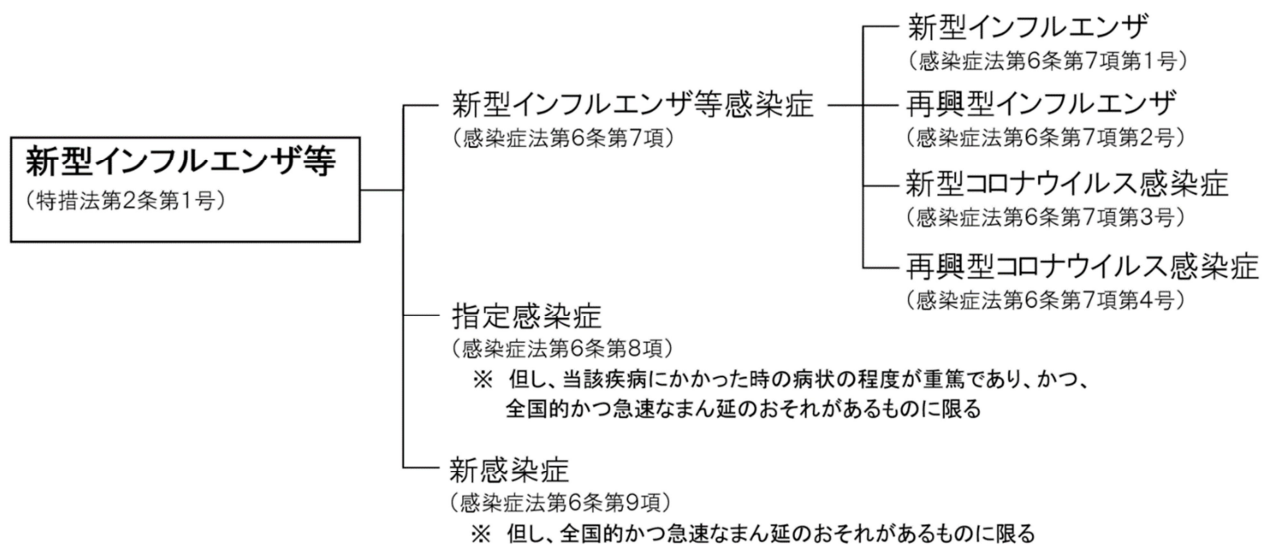 新型インフルエンザ等
(特措法第2条第1号)
新型インフルエンザ等感染症
(感染症法第6条第7項)
新型インフルエンザ
(感染症法第6条第7項第1号)
再興型インフルエンザ
(感染症法第6条第7項第2号)
新型コロナウイルス感染症
(感染症法第6条第7項第3号)
再興型コロナウイルス感染症
(感染症法第6条第7項第4号)
指定感染症
(感染症法第6条第8項)
※ 但し、当該疾病にかかった時の病状の程度が重篤であり、かつ、
全国的かつ急速なまん延のおそれがあるものに限る
新感染症
(感染症法第6条第9項)
※ 但し、全国的かつ急速なまん延のおそれがあるものに限る